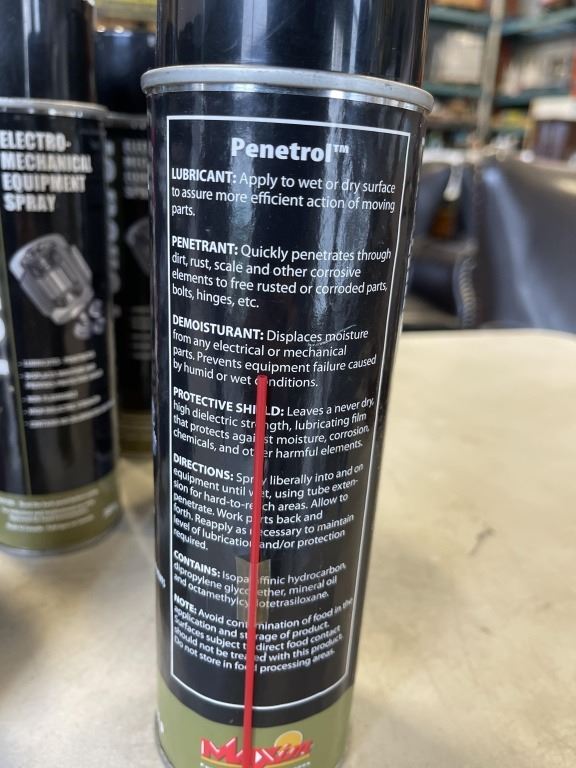 ELECTRO-
MECHANICAL
EQUIPMENT
SPRAY
Penetrol™
LUBRICANT: Apply to wet or dry surface
to assure more efficient action of moving
parts.
PENETRANT: Quickly penetrates through
dirt, rust, scale and other corrosive
elements to free rusted or corroded parts,
bolts, hinges, etc.
DEMOISTURANT: Displaces moisture
from any electrical or mechanical
parts. Prevents equipment failure caused
by humid or wet conditions.
PROTECTIVE SHIELD: Leaves a never dry,
high dielectric strength, lubricating film
that protects against moisture, corrosion,
chemicals, and other harmful elements.
DIRECTIONS: Spray liberally into and on
equipment until wet, using tube exten-
sion for hard-to-reach areas. Allow to
penetrate. Work parts back and
forth. Reapply as necessary to maintain
level of lubrication and/or protection
required.
CONTAINS: Isoparaffinic hydrocarbon,
dipropylene glycol ether, mineral oil
and octamethylcyclotetrasiloxane.
NOTE: Avoid contamination of food in the
application and storage of product.
Surfaces subject to direct food contact
should not be treated with this product.
Do not store in food processing areas.